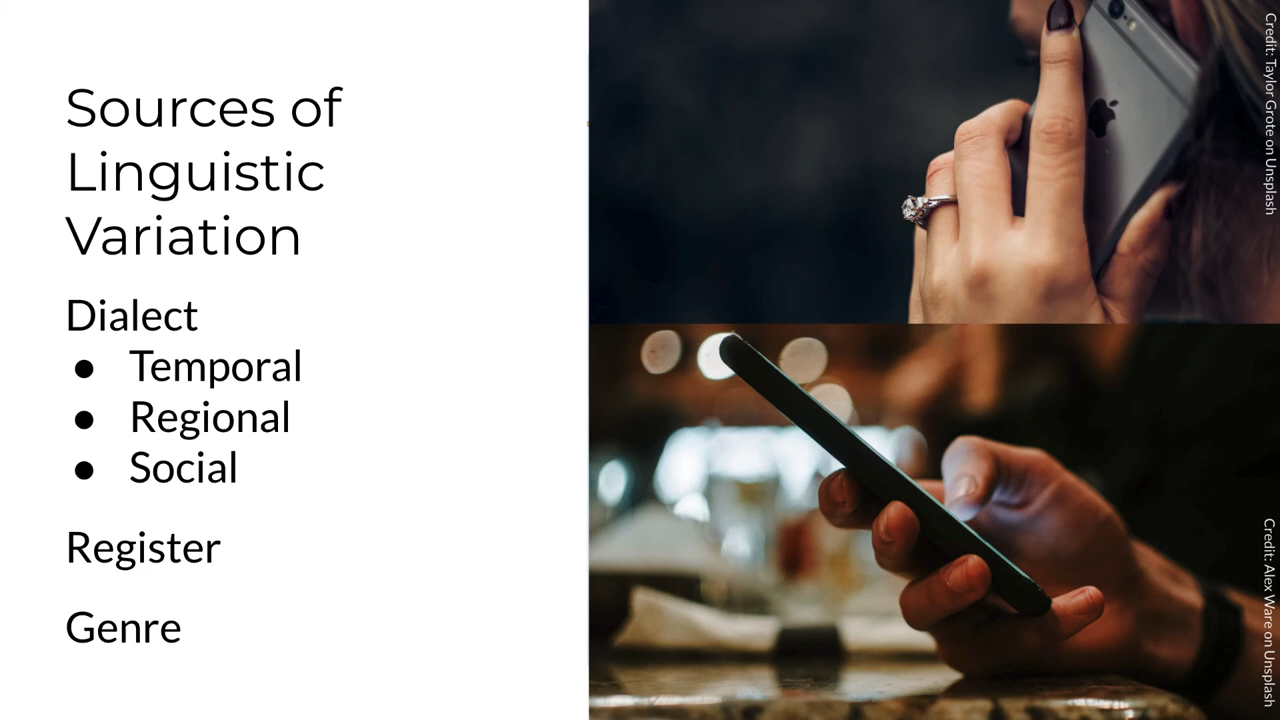 Sources of
Linguistic
Variation
Dialect
● Temporal
● Regional
● Social
Register
Genre
Credit: Taylor Grote on Unsplash
Credit: Alex Ware on Unsplash